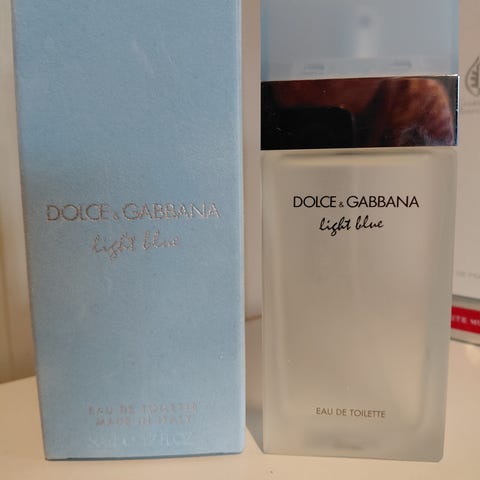 DOLCE & GABBANA
light blue
EAU DE TOILETTE
MADE IN ITALY
DOLCE & GABBANA
light blue
EAU DE TOILETTE